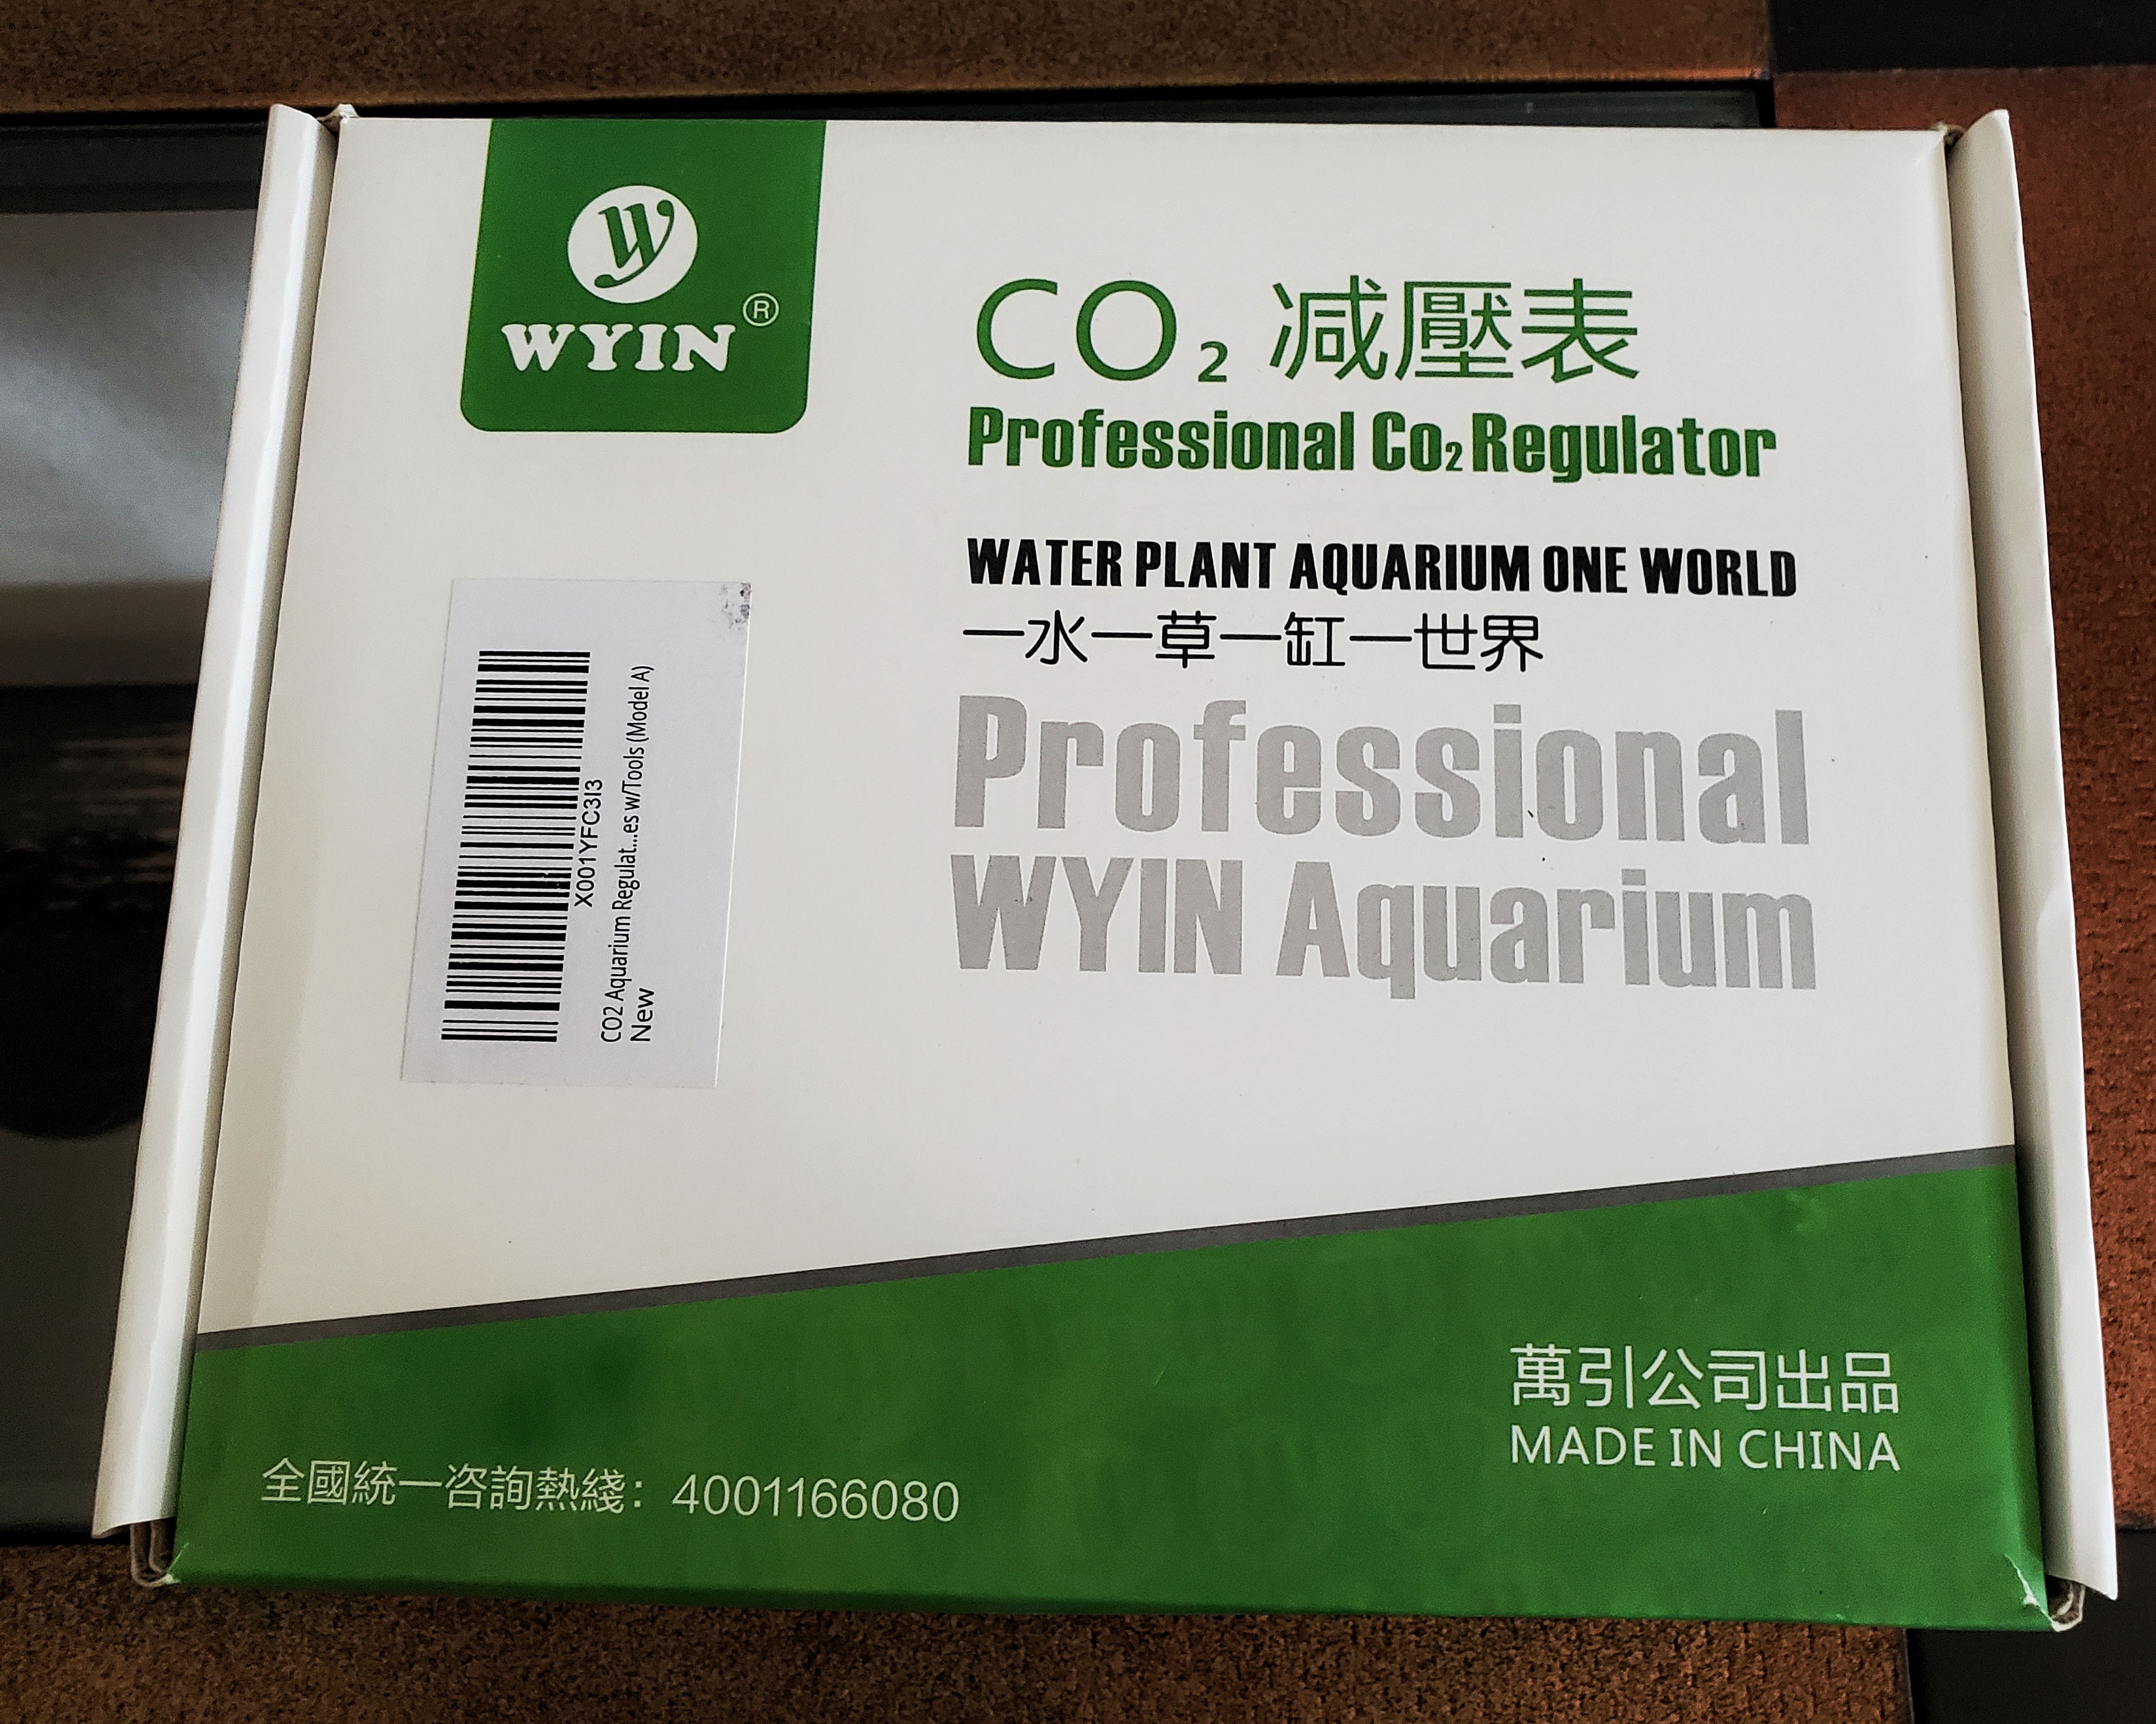 W
WYIN®
CO₂ 减壓表
Professional Co₂ Regulator
WATER PLANT AQUARIUM ONE WORLD
一水一草一缸一世界
Professional
WYIN Aquarium
X001YFC3I3
CO2 Aquarium Regulat...es w/Tools (Model A)
New
萬引公司出品
MADE IN CHINA
全國統一咨詢熱綫：4001166080